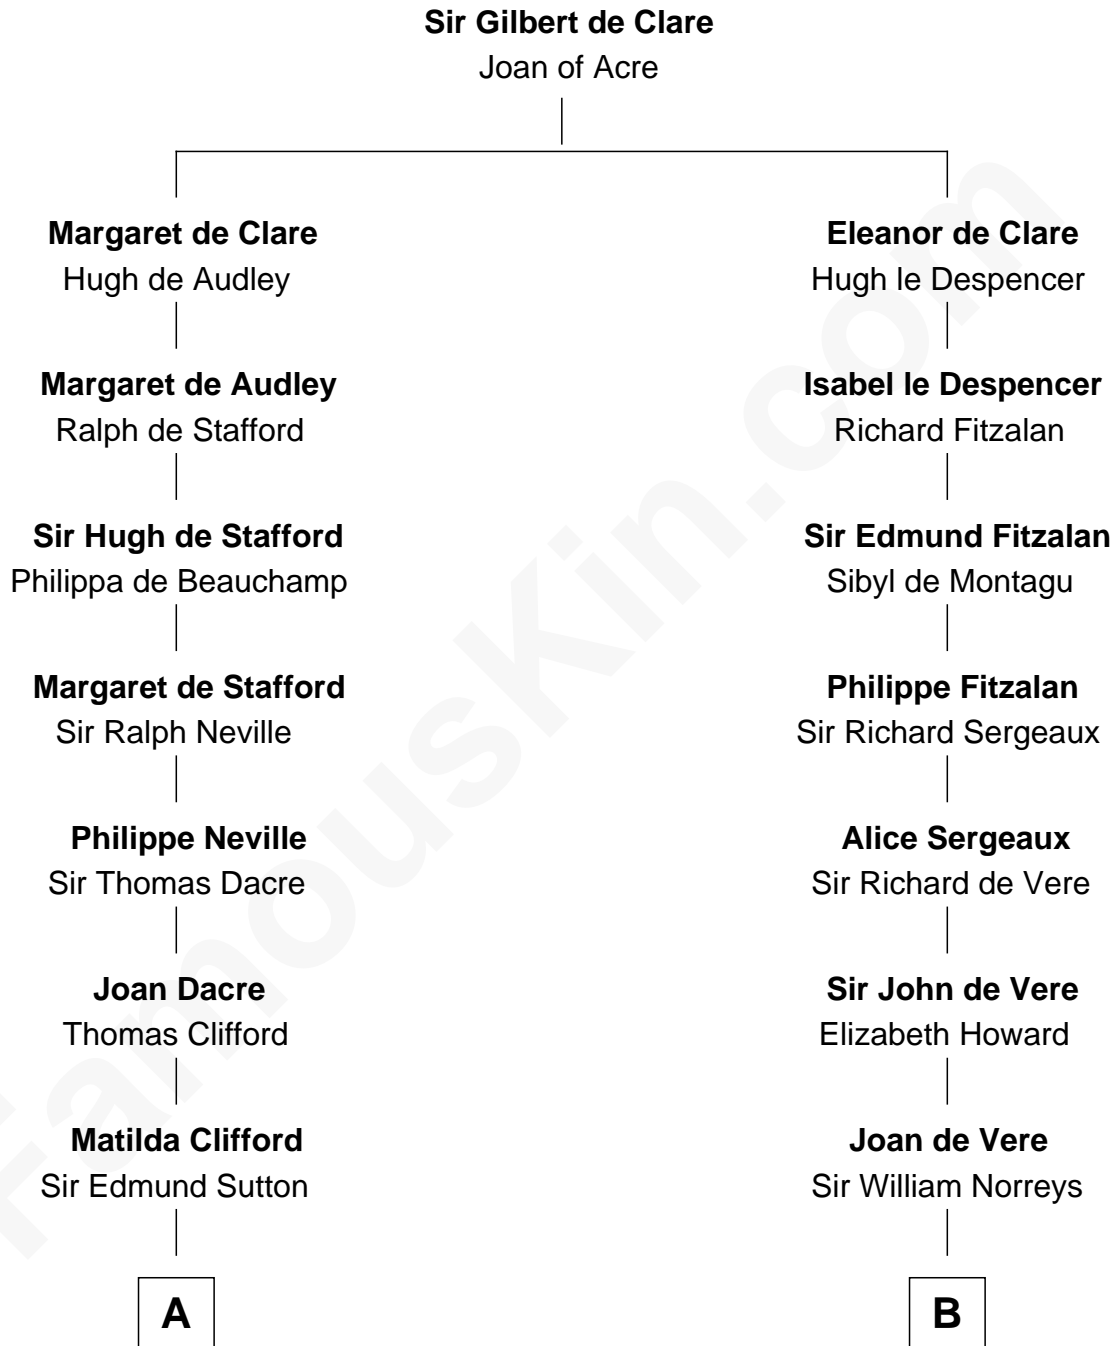 Sir Gilbert de Clare
Joan of Acre
Margaret de Clare
Hugh de Audley
Eleanor de Clare
Hugh le Despencer
Margaret de Audley
Ralph de Stafford
Isabel le Despencer
Richard Fitzalan
Sir Hugh de Stafford
Philippa de Beauchamp
Sir Edmund Fitzalan
Sibyl de Montagu
Margaret de Stafford
Sir Ralph Neville
Philippe Fitzalan
Sir Richard Sergeaux
Philippe Neville
Sir Thomas Dacre
Alice Sergeaux
Sir Richard de Vere
Joan Dacre
Thomas Clifford
Sir John de Vere
Elizabeth Howard
Matilda Clifford
Sir Edmund Sutton
Joan de Vere
Sir William Norreys
A
B
FamousKin.com